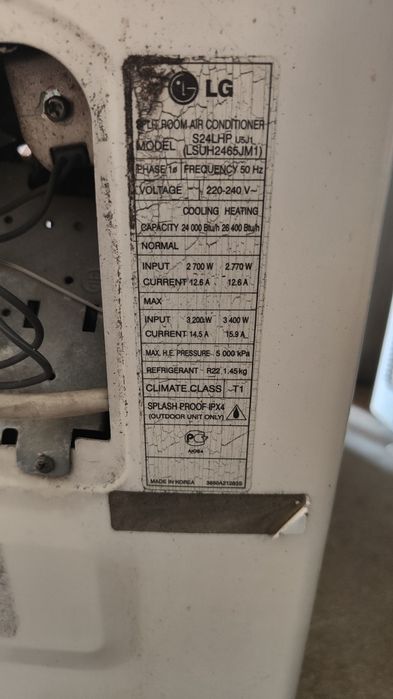 LG
SPLIT ROOM AIR CONDITIONER
MODEL S24LHP U5J1
(LSUH2465JM1)
PHASE 1ø FREQUENCY 50 Hz
VOLTAGE 220-240 V~
COOLING HEATING
CAPACITY 24 000 Btu/h 26 400 Btu/h
NORMAL
INPUT 2 700 W 2 770 W
CURRENT 12.6 A 12.6 A
MAX
INPUT 3 200 W 3 400 W
CURRENT 14.5 A 15.9 A
MAX. H.E. PRESSURE 5 000 kPa
REFRIGERANT R22 1.45kg
CLIMATE CLASS T1
SPLASH PROOF IPX4
(OUTDOOR UNIT ONLY)
MADE IN KOREA